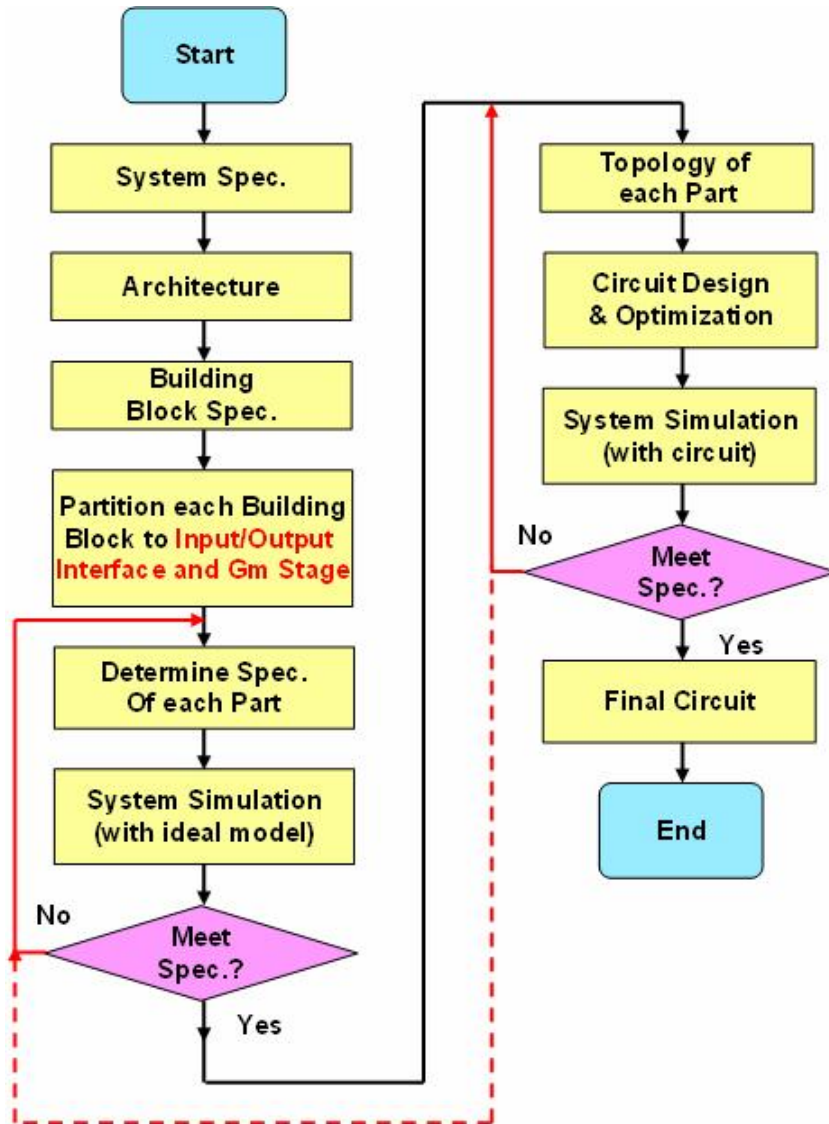 Start
System Spec.
Architecture
Building
Block Spec.
Partition each Building
Block to Input/Output
Interface and Gm Stage
Determine Spec.
Of each Part
System Simulation
(with ideal model)
No
Meet
Spec.?
Yes
Topology of
each Part
Circuit Design
& Optimization
System Simulation
(with circuit)
No
Meet
Spec.?
Yes
Final Circuit
End